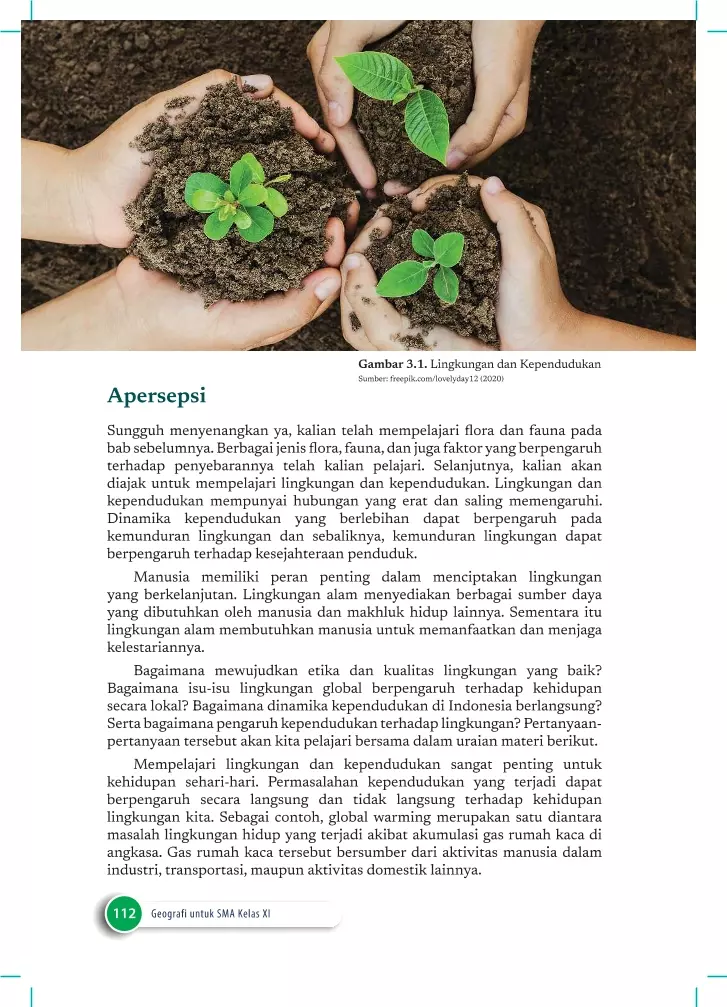 Gambar 3.1. Lingkungan dan Kependudukan
Sumber: freepik.com/lovelyday12 (2020)
Apersepsi
Sungguh menyenangkan ya, kalian telah mempelajari flora dan fauna pada
bab sebelumnya. Berbagai jenis flora, fauna, dan juga faktor yang berpengaruh
terhadap penyebarannya telah kalian pelajari. Selanjutnya, kalian akan
diajak untuk mempelajari lingkungan dan kependudukan. Lingkungan dan
kependudukan mempunyai hubungan yang erat dan saling memengaruhi.
Dinamika kependudukan yang berlebihan dapat berpengaruh pada
kemunduran lingkungan dan sebaliknya, kemunduran lingkungan dapat
berpengaruh terhadap kesejahteraan penduduk.
Manusia memiliki peran penting dalam menciptakan lingkungan
yang berkelanjutan. Lingkungan alam menyediakan berbagai sumber daya
yang dibutuhkan oleh manusia dan makhluk hidup lainnya. Sementara itu
lingkungan alam membutuhkan manusia untuk memanfaatkan dan menjaga
kelestariannya.
Bagaimana mewujudkan etika dan kualitas lingkungan yang baik?
Bagaimana isu-isu lingkungan global berpengaruh terhadap kehidupan
secara lokal? Bagaimana dinamika kependudukan di Indonesia berlangsung?
Serta bagaimana pengaruh kependudukan terhadap lingkungan? Pertanyaan-
pertanyaan tersebut akan kita pelajari bersama dalam uraian materi berikut.
Mempelajari lingkungan dan kependudukan sangat penting untuk
kehidupan sehari-hari. Permasalahan kependudukan yang terjadi dapat
berpengaruh secara langsung dan tidak langsung terhadap kehidupan
lingkungan kita. Sebagai contoh, global warming merupakan satu diantara
masalah lingkungan hidup yang terjadi akibat akumulasi gas rumah kaca di
angkasa. Gas rumah kaca tersebut bersumber dari aktivitas manusia dalam
industri, transportasi, maupun aktivitas domestik lainnya.
112 Geografi untuk SMA Kelas XI